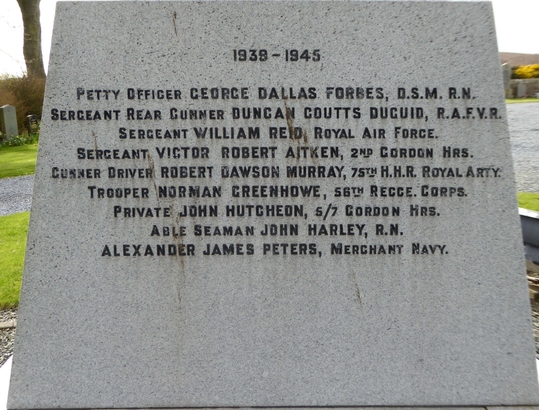 1939-1945
PETTY OFFICER GEORGE DALLAS FORBES, D.S.M. R.N.
SERGEANT REAR GUNNER DUNCAN COUTTS DUGUID, R.A.F.V.R.
SERGEANT WILLIAM REID, ROYAL AIR FORCE.
SERGEANT VICTOR ROBERT AITKEN, 2ND GORDON HRS.
GUNNER DRIVER ROBERT DAWSON MURRAY, 75TH H.H.R. ROYAL ARTY.
TROOPER NORMAN GREENHOWE, 56TH RECCE. CORPS.
PRIVATE JOHN HUTCHEON, 5/7 GORDON HRS.
ABLE SEAMAN JOHN HARLEY, R.N.
ALEXANDER JAMES PETERS, MERCHANT NAVY.